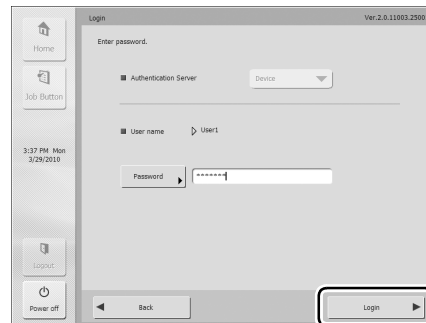 Login
Ver.2.0.11003.2500
Home
Enter password.
Authentication Server
Device
Job Button
User name
User1
3:37 PM Mon
3/29/2010
Password
*******
Logout
Power off
Back
Login